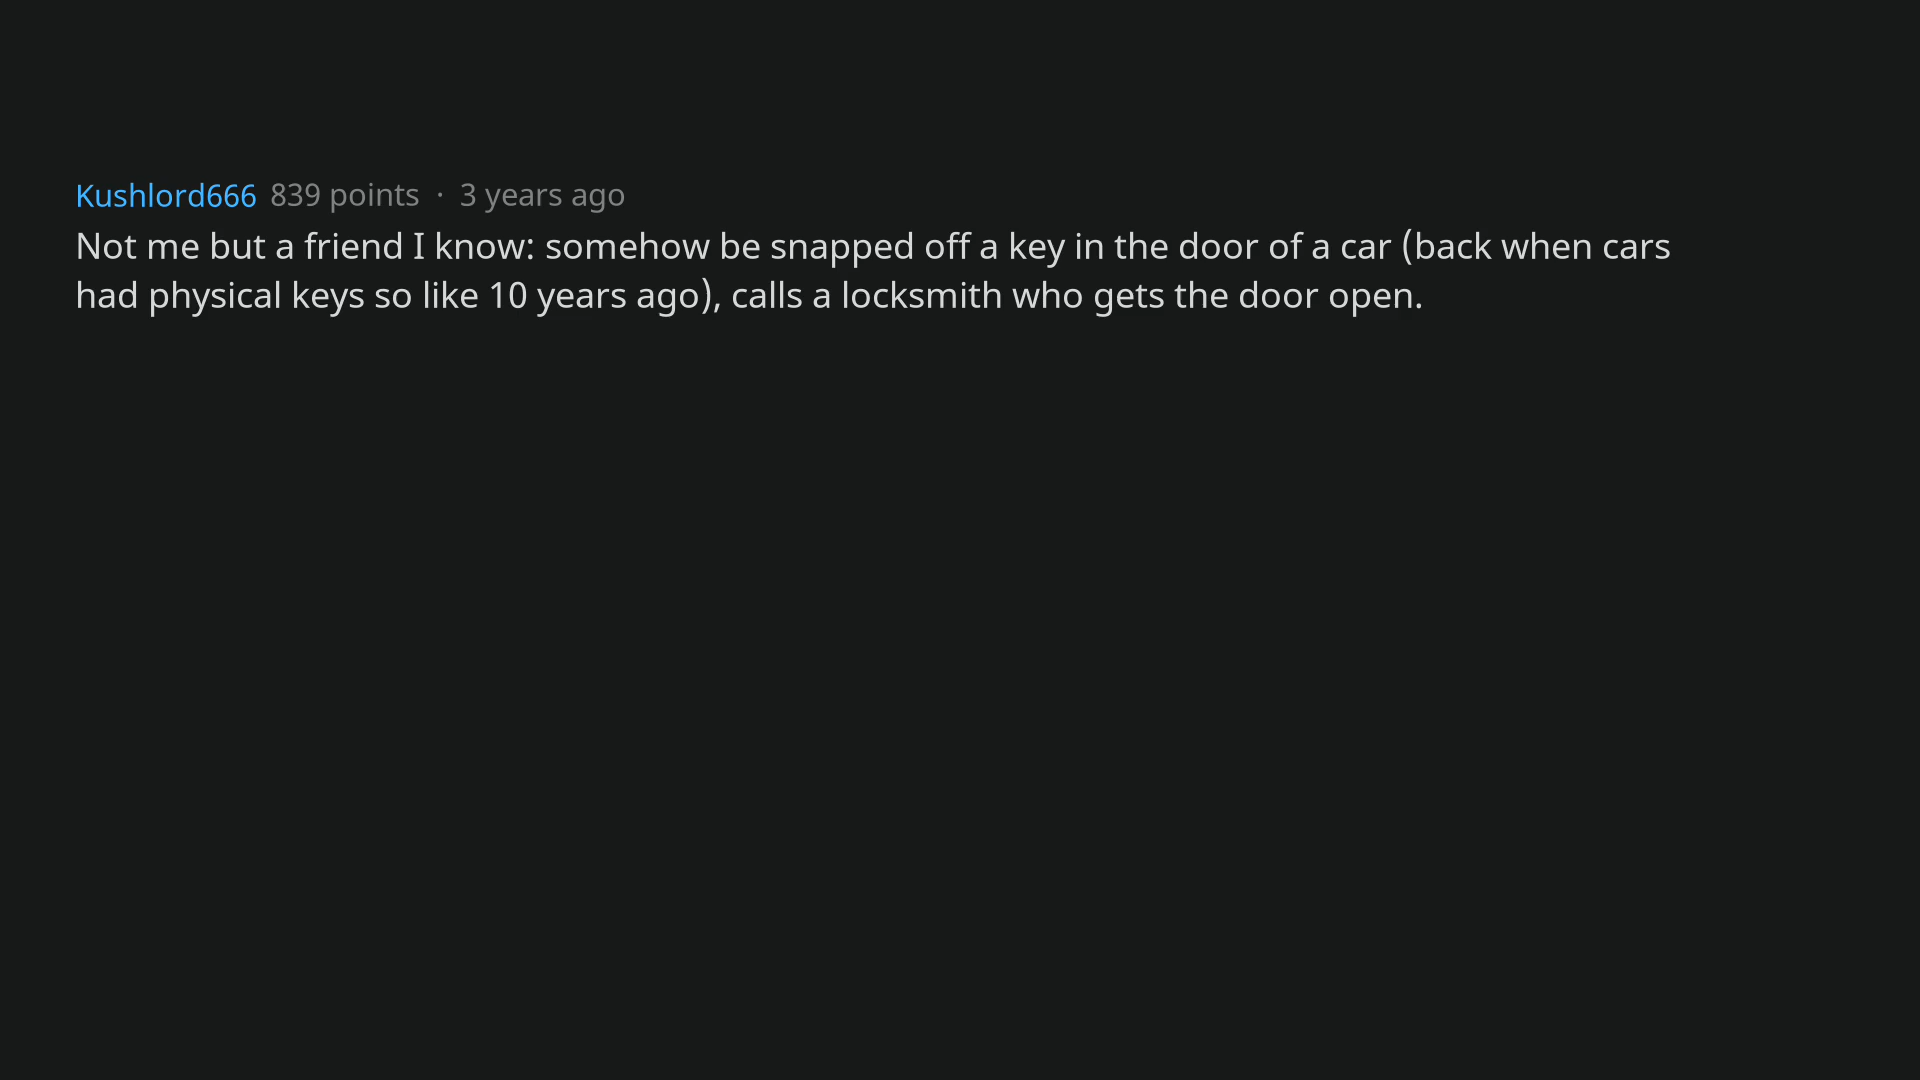 Kushlord666 839 points · 3 years ago
Not me but a friend I know: somehow be snapped off a key in the door of a car (back when cars
had physical keys so like 10 years ago), calls a locksmith who gets the door open.